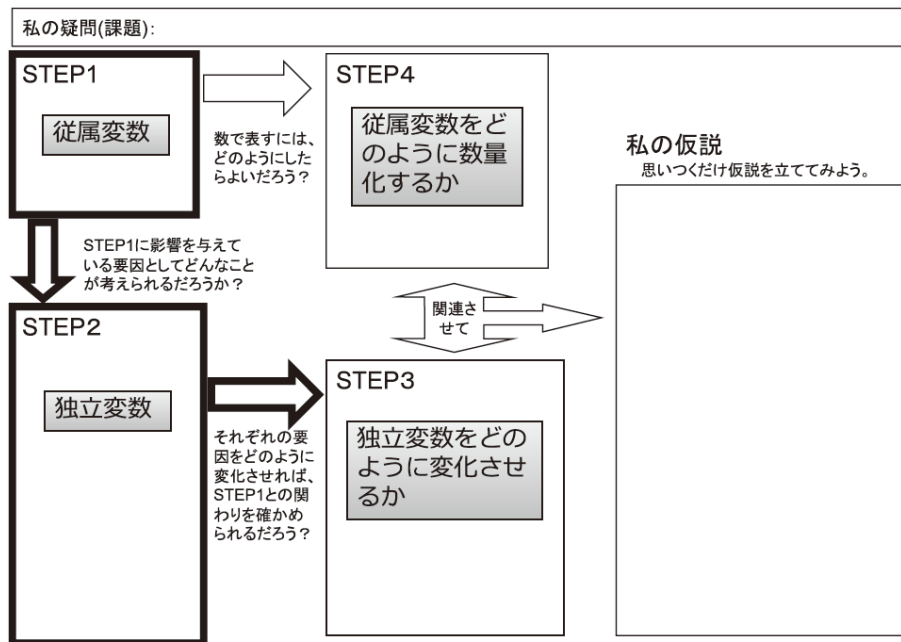 私の疑問(課題):
STEP1
従属変数
数で表すには、
どのようにした
らよいだろう？
STEP4
従属変数をど
のように数量
化するか
STEP1に影響を与えて
いる要因としてどんなこと
が考えられるだろうか？
STEP2
独立変数
それぞれの要
因をどのように
変化させれば、
STEP1との関
わりを確かめ
られるだろう？
STEP3
独立変数をどの
ように変化させ
るか
関連さ
せて
私の仮説
思いつくだけ仮説を立ててみよう。